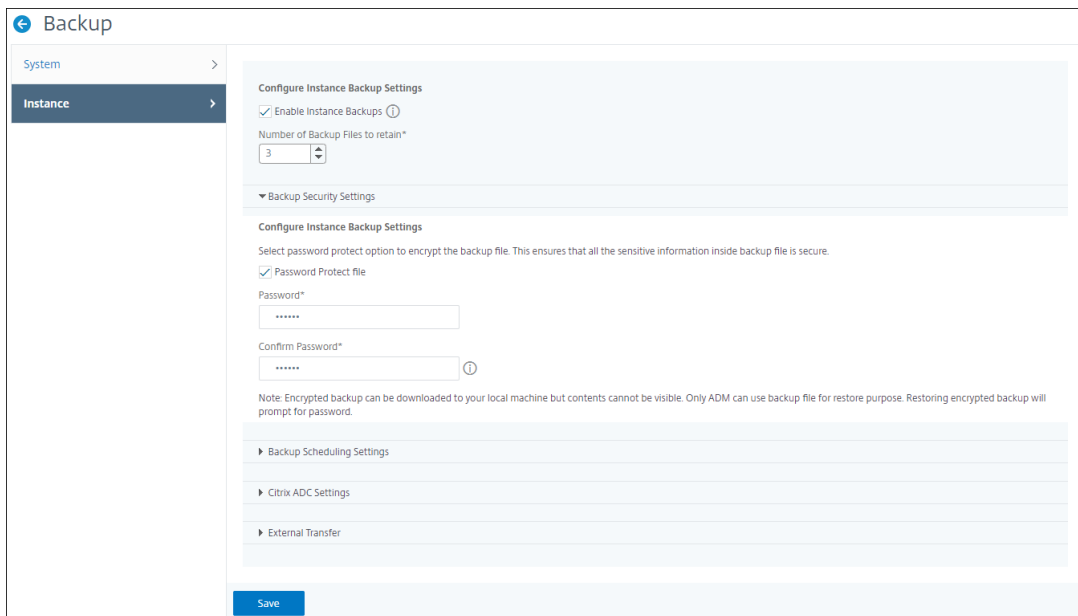 Backup
System
Instance
Configure Instance Backup Settings
Enable Instance Backups
Number of Backup Files to retain*
3
Backup Security Settings
Configure Instance Backup Settings
Select password protect option to encrypt the backup file. This ensures that all the sensitive information inside backup file is secure.
Password Protect file
Password*
••••••
Confirm Password*
••••••
Note: Encrypted backup can be downloaded to your local machine but contents cannot be visible. Only ADM can use backup file for restore purpose. Restoring encrypted backup will
prompt for password.
Backup Scheduling Settings
Citrix ADC Settings
External Transfer
Save